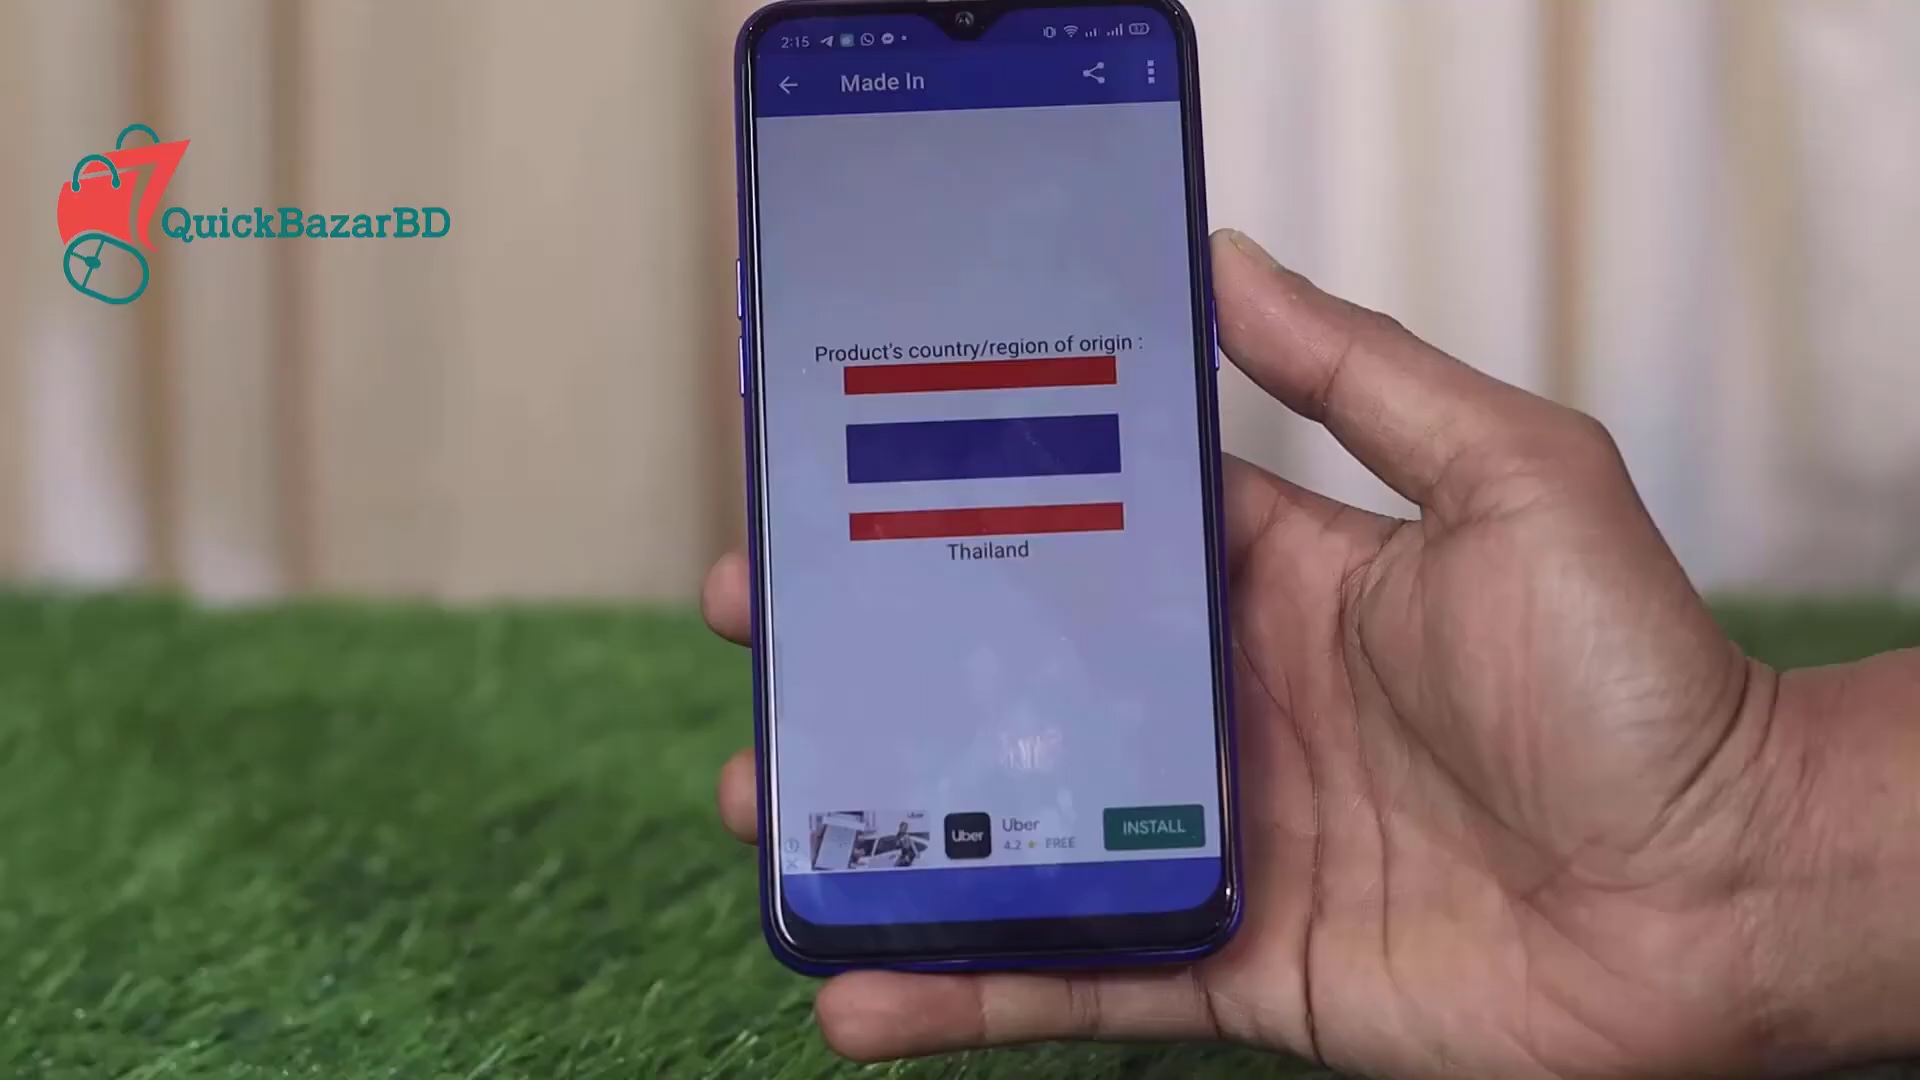 2:15
Made In
QuickBazarBD
Product's country/region of origin :
Thailand
Uber
Uber
4.2 ★ FREE
INSTALL